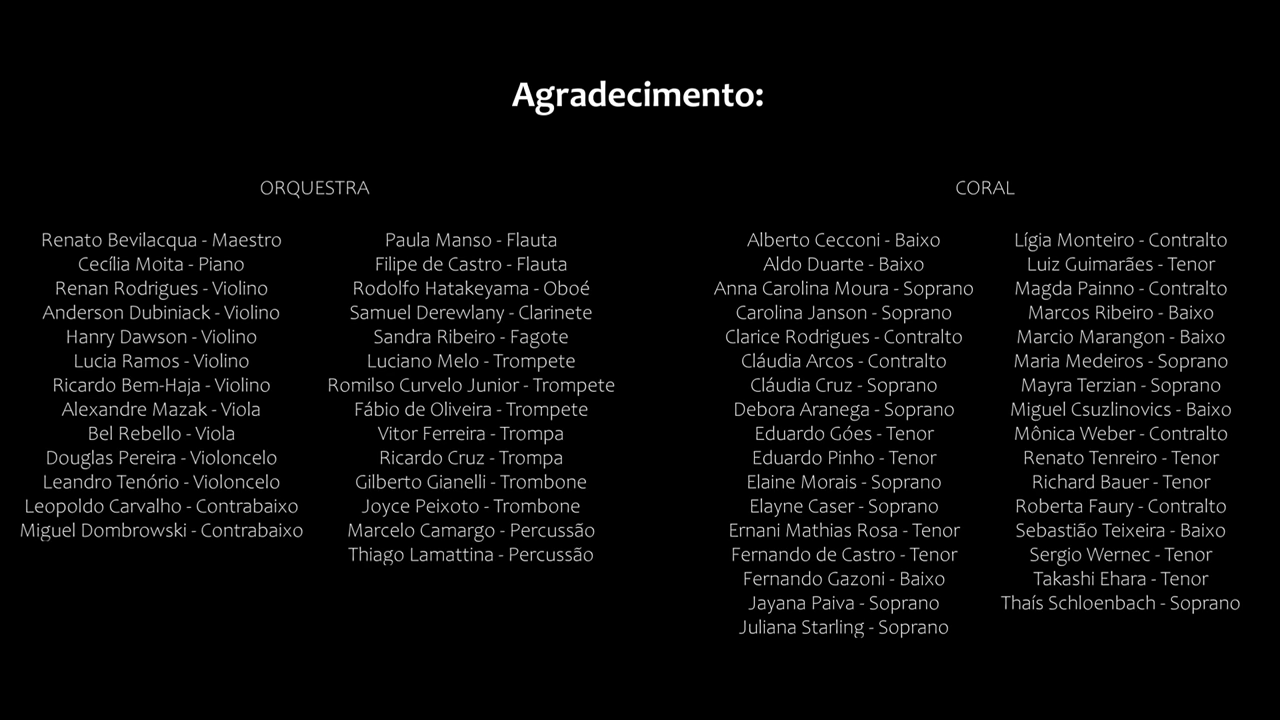 Agradecimento:
ORQUESTRA
Renato Bevilacqua - Maestro
Cecília Moita - Piano
Renan Rodrigues - Violino
Anderson Dubiniack - Violino
Hanry Dawson - Violino
Lucia Ramos - Violino
Ricardo Bem-Haja - Violino
Alexandre Mazak - Viola
Bel Rebello - Viola
Douglas Pereira - Violoncelo
Leandro Tenório - Violoncelo
Leopoldo Carvalho - Contrabaixo
Miguel Dombrowski - Contrabaixo
Paula Manso - Flauta
Filipe de Castro - Flauta
Rodolfo Hatakeyama - Oboé
Samuel Derewlany - Clarinete
Sandra Ribeiro - Fagote
Luciano Melo - Trompete
Romilso Curvelo Junior - Trompete
Fábio de Oliveira - Trompete
Vitor Ferreira - Trompa
Ricardo Cruz - Trompa
Gilberto Gianelli - Trombone
Joyce Peixoto - Trombone
Marcelo Camargo - Percussão
Thiago Lamattina - Percussão
CORAL
Alberto Cecconi - Baixo
Aldo Duarte - Baixo
Anna Carolina Moura - Soprano
Carolina Janson - Soprano
Clarice Rodrigues - Contralto
Cláudia Arcos - Contralto
Cláudia Cruz - Soprano
Debora Aranega - Soprano
Eduardo Góes - Tenor
Eduardo Pinho - Tenor
Elaine Morais - Soprano
Elayne Caser - Soprano
Ernani Mathias Rosa - Tenor
Fernando de Castro - Tenor
Fernando Gazoni - Baixo
Jayana Paiva - Soprano
Juliana Starling - Soprano
Lígia Monteiro - Contralto
Luiz Guimarães - Tenor
Magda Painno - Contralto
Marcos Ribeiro - Baixo
Marcio Marangon - Baixo
Maria Medeiros - Soprano
Mayra Terzian - Soprano
Miguel Csuzlinovics - Baixo
Mônica Weber - Contralto
Renato Tenreiro - Tenor
Richard Bauer - Tenor
Roberta Faury - Contralto
Sebastião Teixeira - Baixo
Sergio Wernec - Tenor
Takashi Ehara - Tenor
Thaís Schloenbach - Soprano